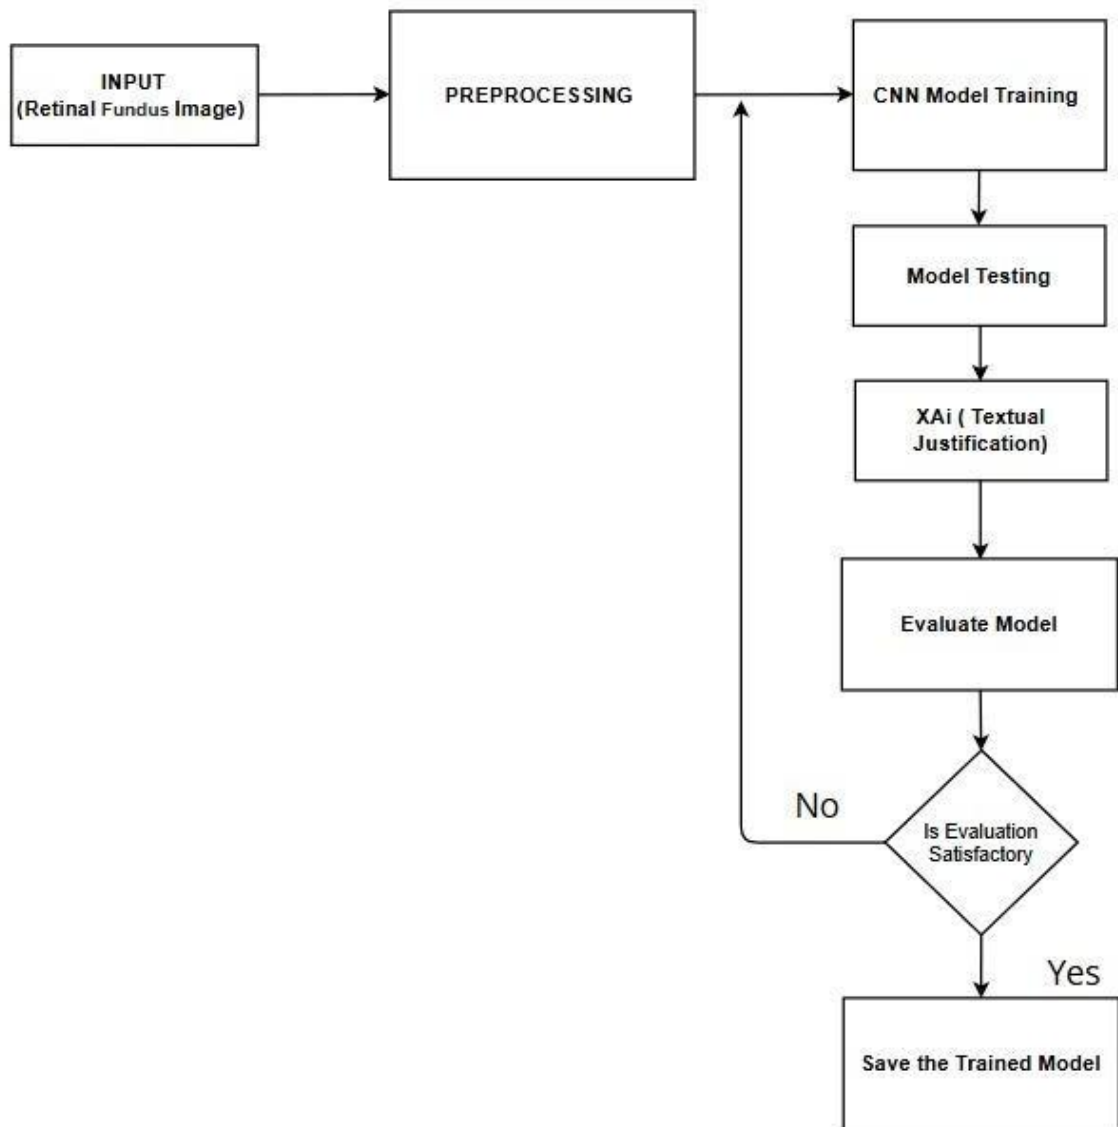 INPUT
(Retinal Fundus Image)
PREPROCESSING
CNN Model Training
Model Testing
XAi ( Textual
Justification)
Evaluate Model
No
Is Evaluation
Satisfactory
Yes
Save the Trained Model